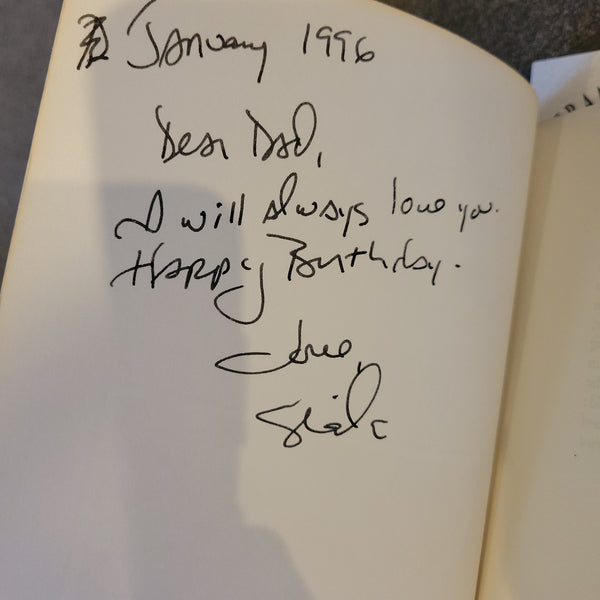 January 1996
Dear Dad,
I will always love you.
Happy Birthday.
Love,